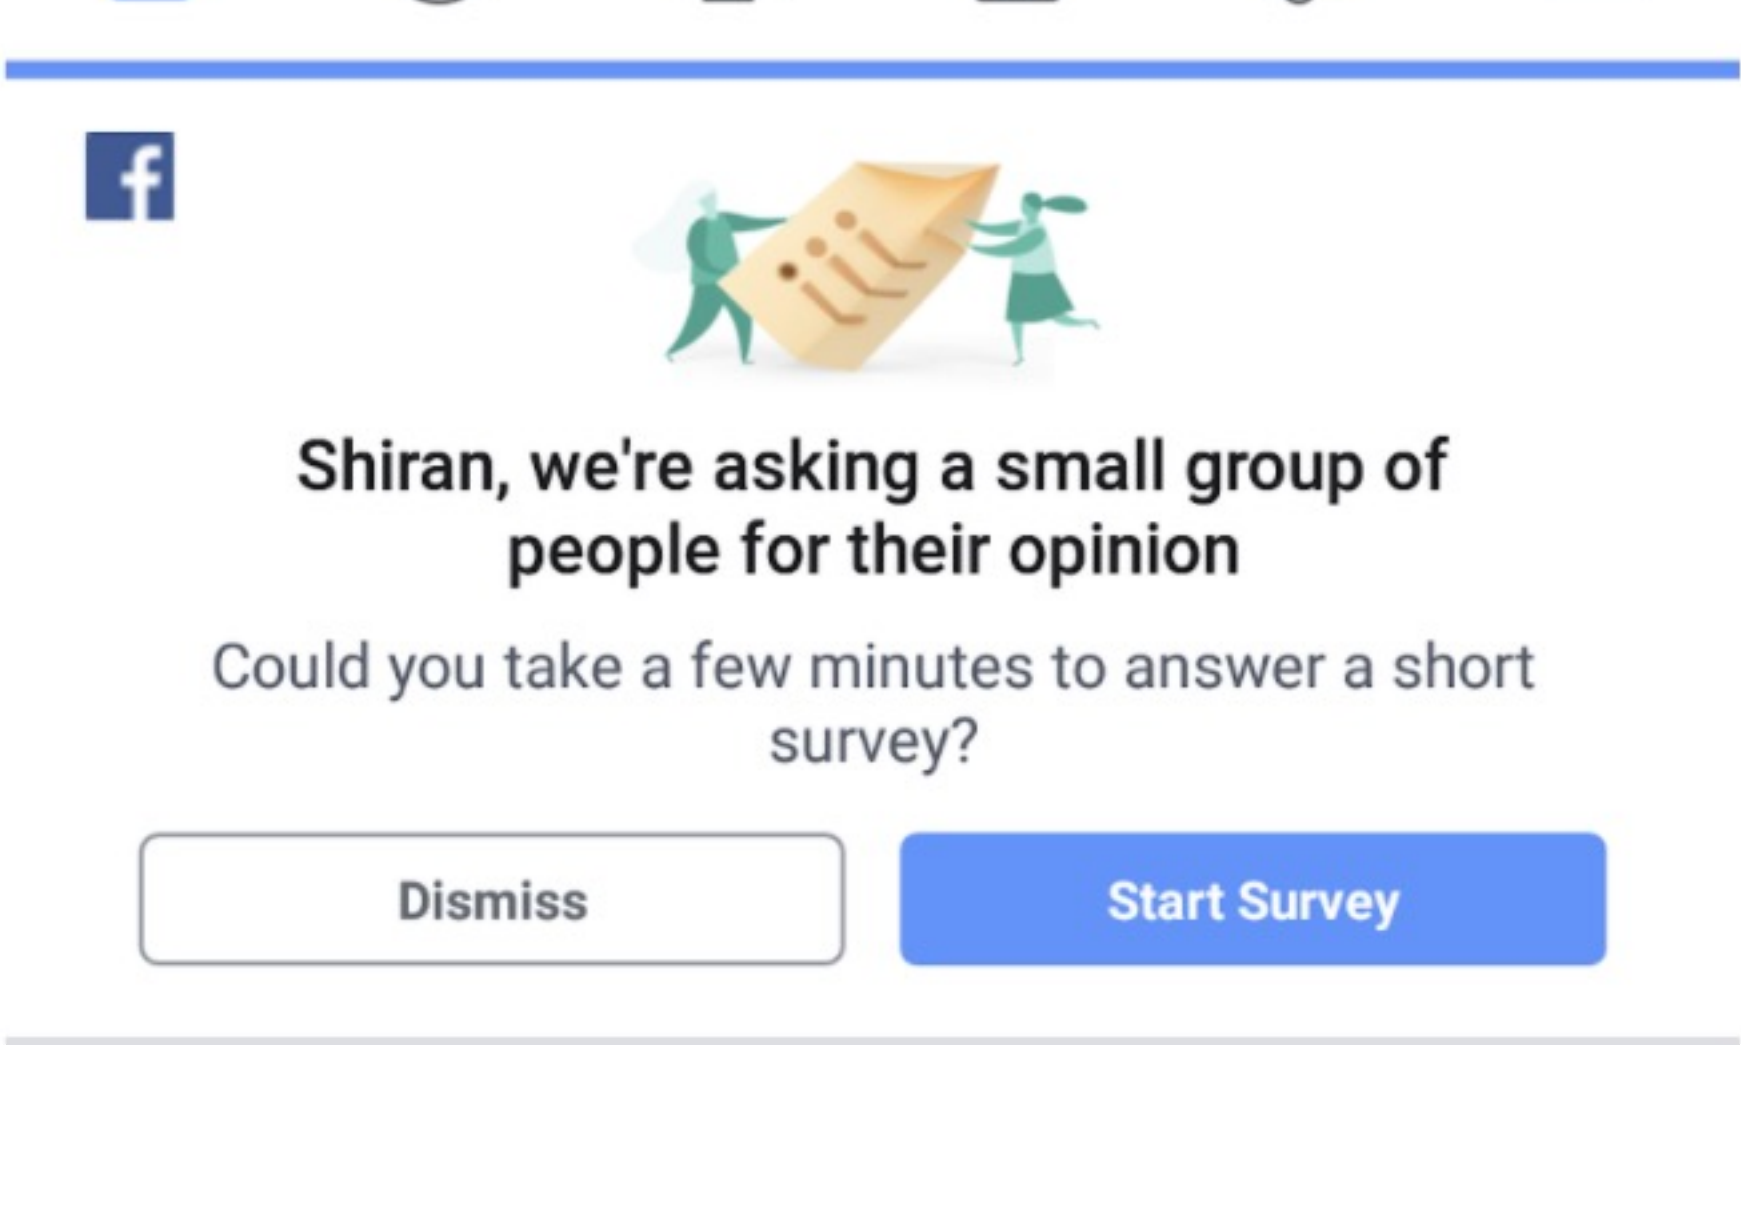 f
Shiran, we're asking a small group of
people for their opinion
Could you take a few minutes to answer a short
survey?
Dismiss
Start Survey